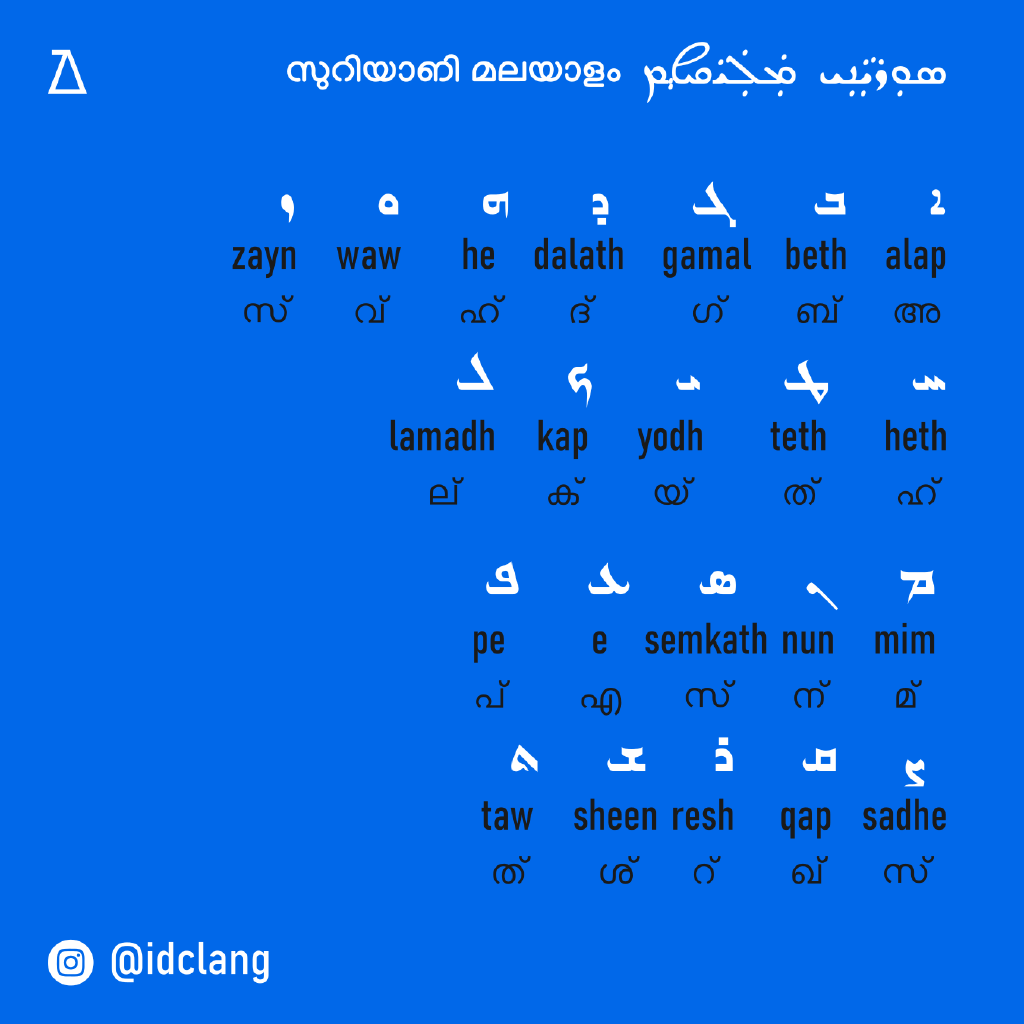 സുറിയാണി മലയാളം
ܐ ܒ ܓ ܕ ܗ ܘ ܙ
zayn waw he dalath gamal beth alap
സ് വ് ഹ് ദ് ഗ് ബ് അ
ܚ ܛ ܝ ܟ ܠ
lamadh kap yodh teth heth
ല് ക് യ് ത് ഹ്
ܡ ܢ ܣ ܥ ܦ
pe e semkath nun mim
പ് എ സ് ന് മ്
ܨ ܩ ܪ ܫ ܬ
taw sheen resh qap sadhe
ത് ശ് റ് ഖ് സ്
@idclang